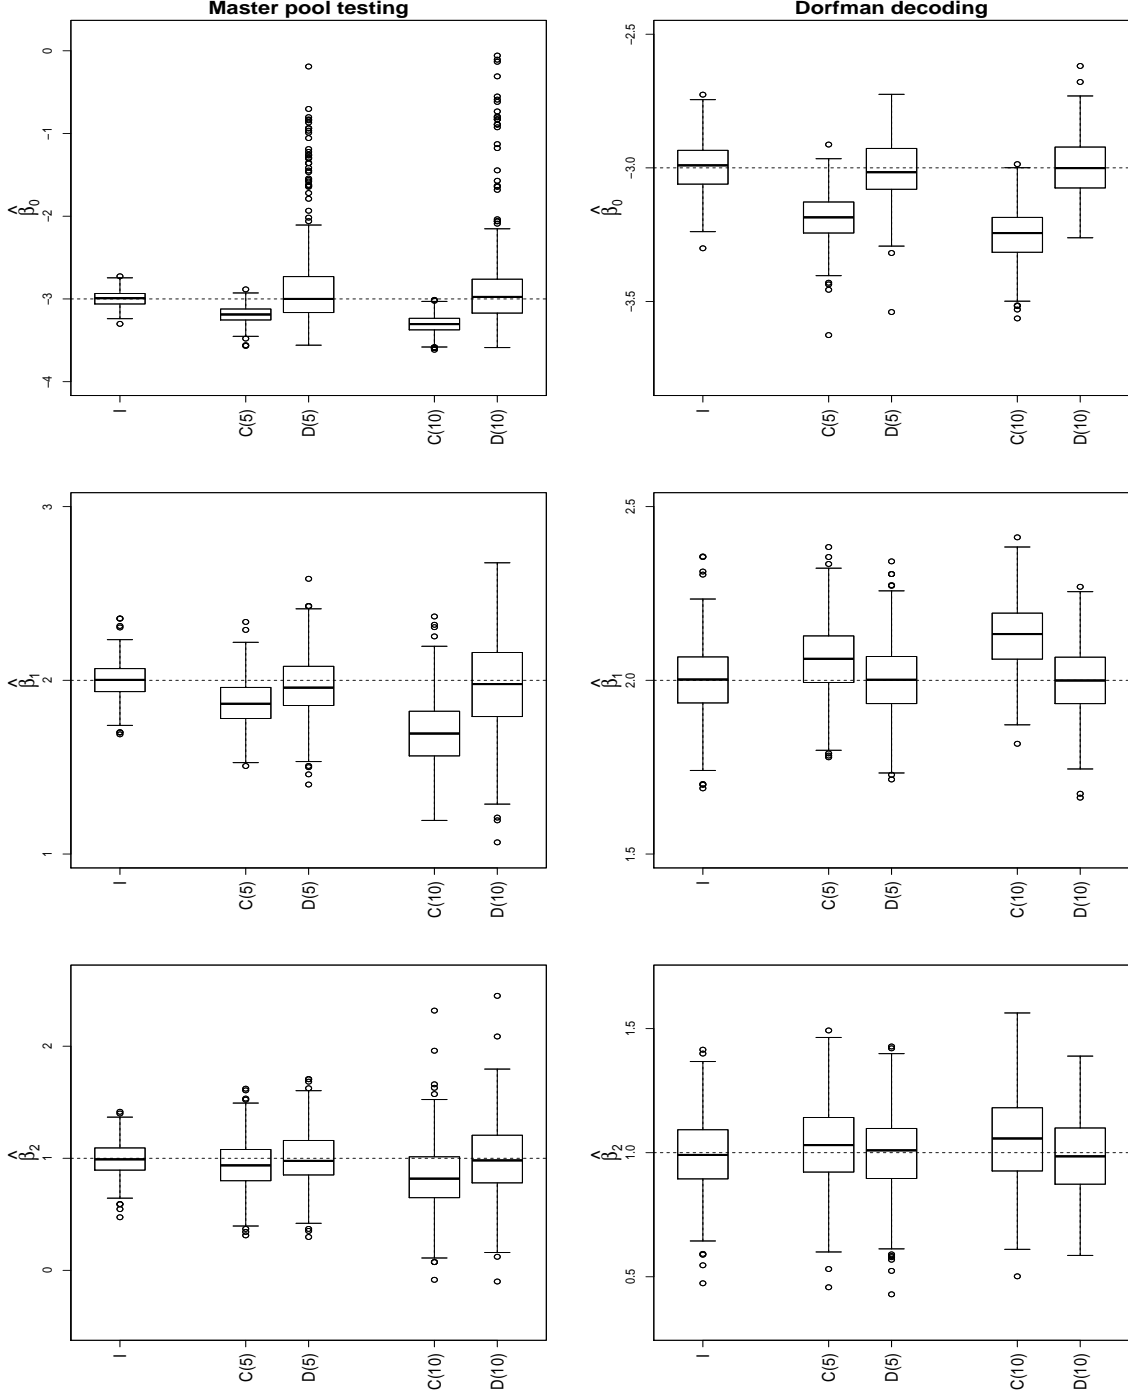 Master pool testing
Dorfman decoding
β̂0
0
−1
−2
−3
−4
I
C(5)
D(5)
C(10)
D(10)
β̂0
−2.5
−3.0
−3.5
I
C(5)
D(5)
C(10)
D(10)
β̂1
3
2
1
I
C(5)
D(5)
C(10)
D(10)
β̂1
2.5
2.0
1.5
I
C(5)
D(5)
C(10)
D(10)
β̂2
2
1
0
I
C(5)
D(5)
C(10)
D(10)
β̂2
1.5
1.0
0.5
I
C(5)
D(5)
C(10)
D(10)